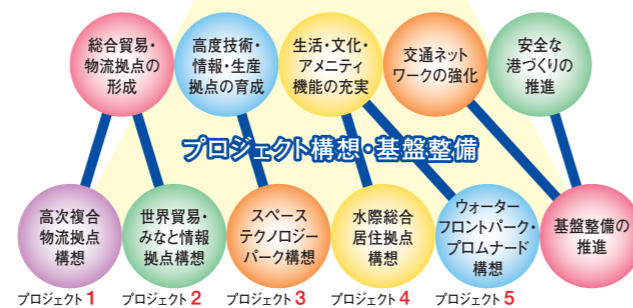 総合貿易・
物流拠点の
形成
高度技術・
情報・生産
拠点の育成
生活・文化・
アメニティ
機能の充実
交通ネット
ワークの強化
安全な
港づくりの
推進
プロジェクト構想・基盤整備
高次複合
物流拠点
構想
世界貿易・
みなと情報
拠点構想
スペース
テクノロジー
パーク構想
水際総合
居住拠点
構想
ウォーター
フロントパーク・
プロムナード
構想
基盤整備の
推進
プロジェクト1
プロジェクト2
プロジェクト3
プロジェクト4
プロジェクト5